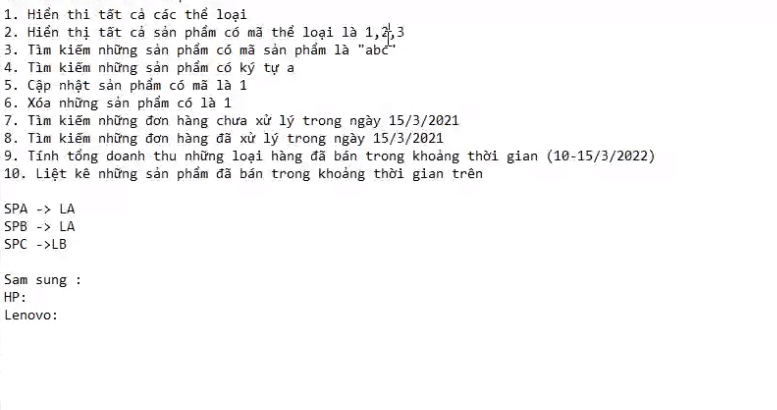 1. Hiển thi tất cả các thể loại
2. Hiển thị tất cả sản phẩm có mã thể loại là 1,2,3
3. Tìm kiếm những sản phẩm có mã sản phẩm là "abc"
4. Tìm kiếm những sản phẩm có ký tự a
5. Cập nhật sản phẩm có mã là 1
6. Xóa những sản phẩm có là 1
7. Tìm kiếm những đơn hàng chưa xử lý trong ngày 15/3/2021
8. Tìm kiếm những đơn hàng đã xử lý trong ngày 15/3/2021
9. Tính tổng doanh thu những loại hàng đã bán trong khoảng thời gian (10-15/3/2022)
10. Liệt kê những sản phẩm đã bán trong khoảng thời gian trên
SPA -> LA
SPB -> LA
SPC ->LB
Sam sung :
HP:
Lenovo: